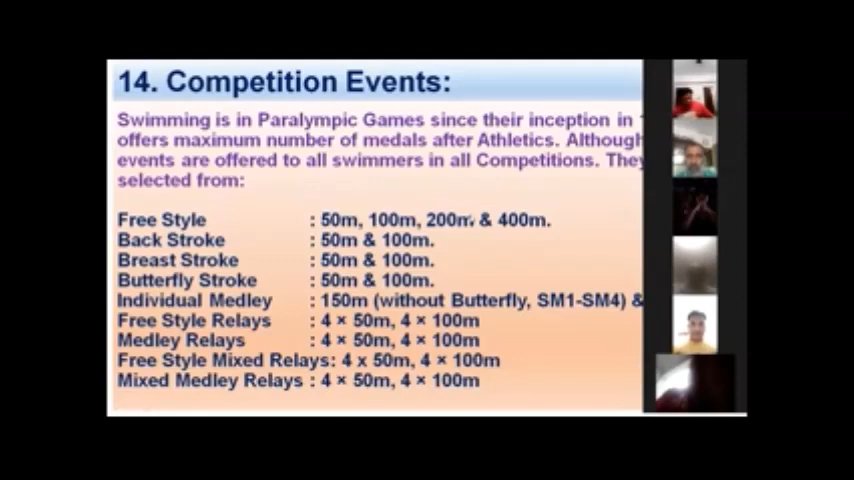 14. Competition Events:
Swimming is in Paralympic Games since their inception in
offers maximum number of medals after Athletics. Although
events are offered to all swimmers in all Competitions. They
selected from:
Free Style : 50m, 100m, 200m & 400m.
Back Stroke : 50m & 100m.
Breast Stroke : 50m & 100m.
Butterfly Stroke : 50m & 100m.
Individual Medley : 150m (without Butterfly, SM1-SM4) &
Free Style Relays : 4 × 50m, 4 × 100m
Medley Relays : 4 × 50m, 4 × 100m
Free Style Mixed Relays: 4 x 50m, 4 × 100m
Mixed Medley Relays : 4 × 50m, 4 × 100m